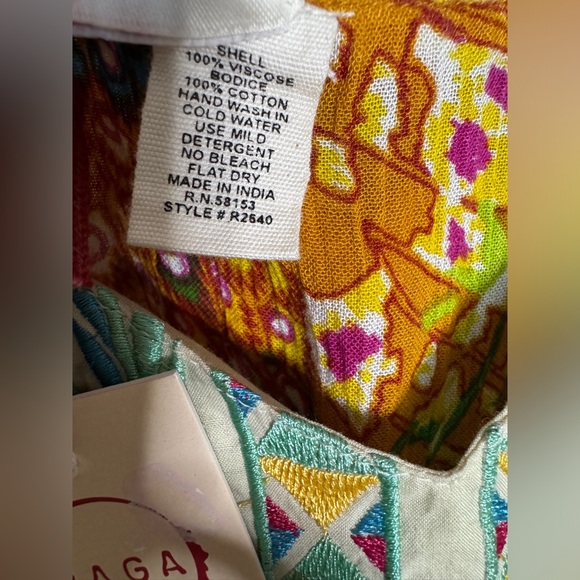 SHELL
100% VISCOSE
BODICE
100% COTTON
HAND WASH IN
COLD WATER
USE MILD
DETERGENT
NO BLEACH
FLAT DRY
MADE IN INDIA
R.N.58153
STYLE # R2640